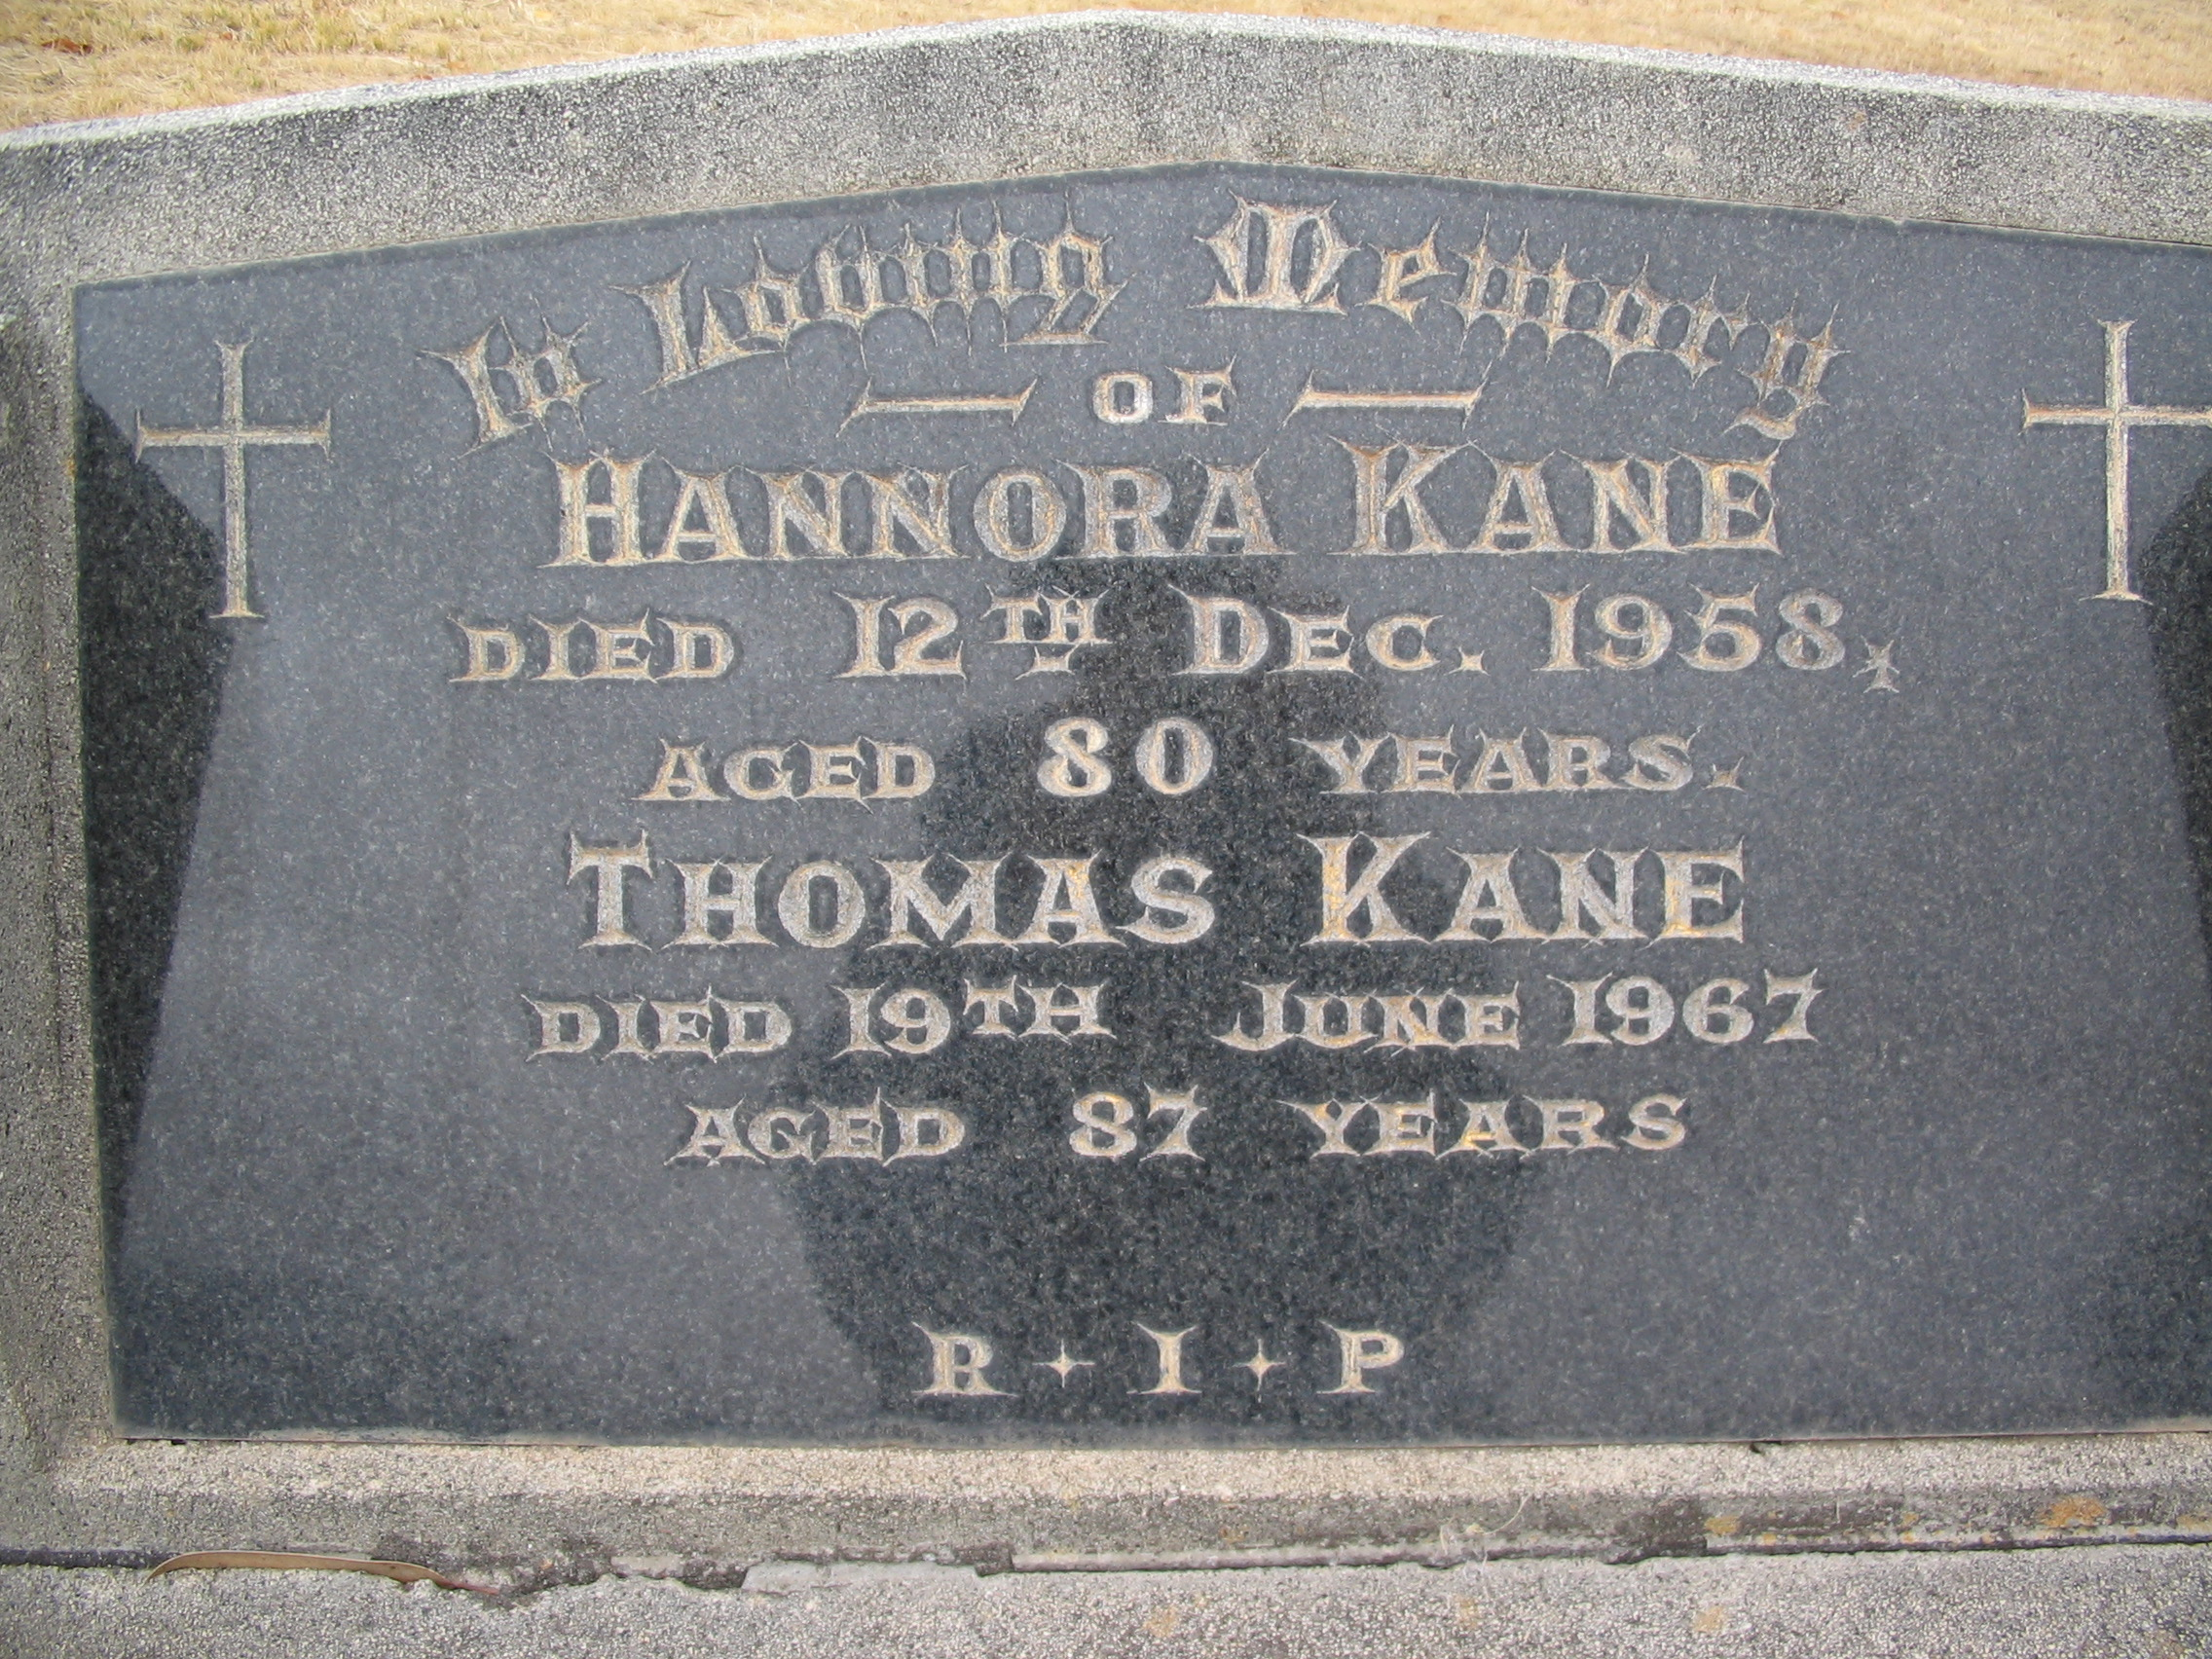 In Loving Memory
— OF —
HANNORA KANE
DIED 12TH DEC. 1958,
AGED 80 YEARS.
THOMAS KANE
DIED 19TH JUNE 1967
AGED 87 YEARS
R · I · P